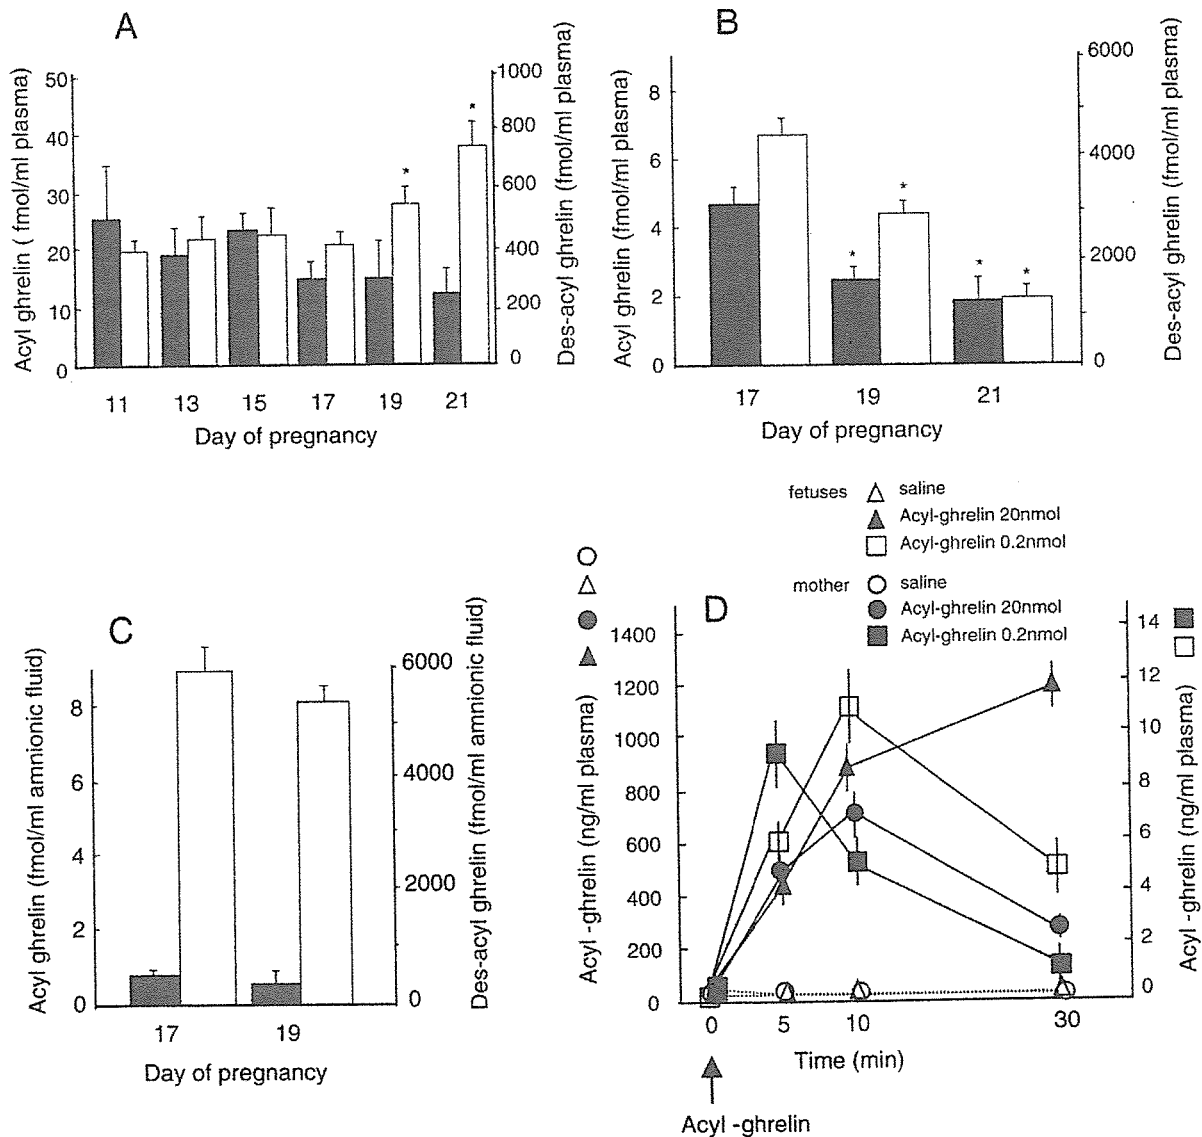 A
Acyl ghrelin ( fmol/ml plasma)
50
40
30
20
10
0
1000
800
600
400
200
0
Des-acyl ghrelin (fmol/ml plasma)
*
*
11 13 15 17 19 21
Day of pregnancy
B
Acyl ghrelin (fmol/ml plasma)
8
6
4
2
0
6000
4000
2000
0
Des-acyl ghrelin (fmol/ml plasma)
*
*
*
*
17 19 21
Day of pregnancy
C
Acyl ghrelin (fmol/ml amnionic fluid)
8
6
4
2
0
6000
4000
2000
0
Des-acyl ghrelin (fmol/ml amnionic fluid)
17 19
Day of pregnancy
fetuses saline
Acyl-ghrelin 20nmol
Acyl-ghrelin 0.2nmol
mother saline
Acyl-ghrelin 20nmol
Acyl-ghrelin 0.2nmol
D
Acyl -ghrelin (ng/ml plasma)
1400
1200
1000
800
600
400
200
0
14
12
10
8
6
4
2
0
Acyl -ghrelin (ng/ml plasma)
0 5 10 30
Time (min)
Acyl -ghrelin